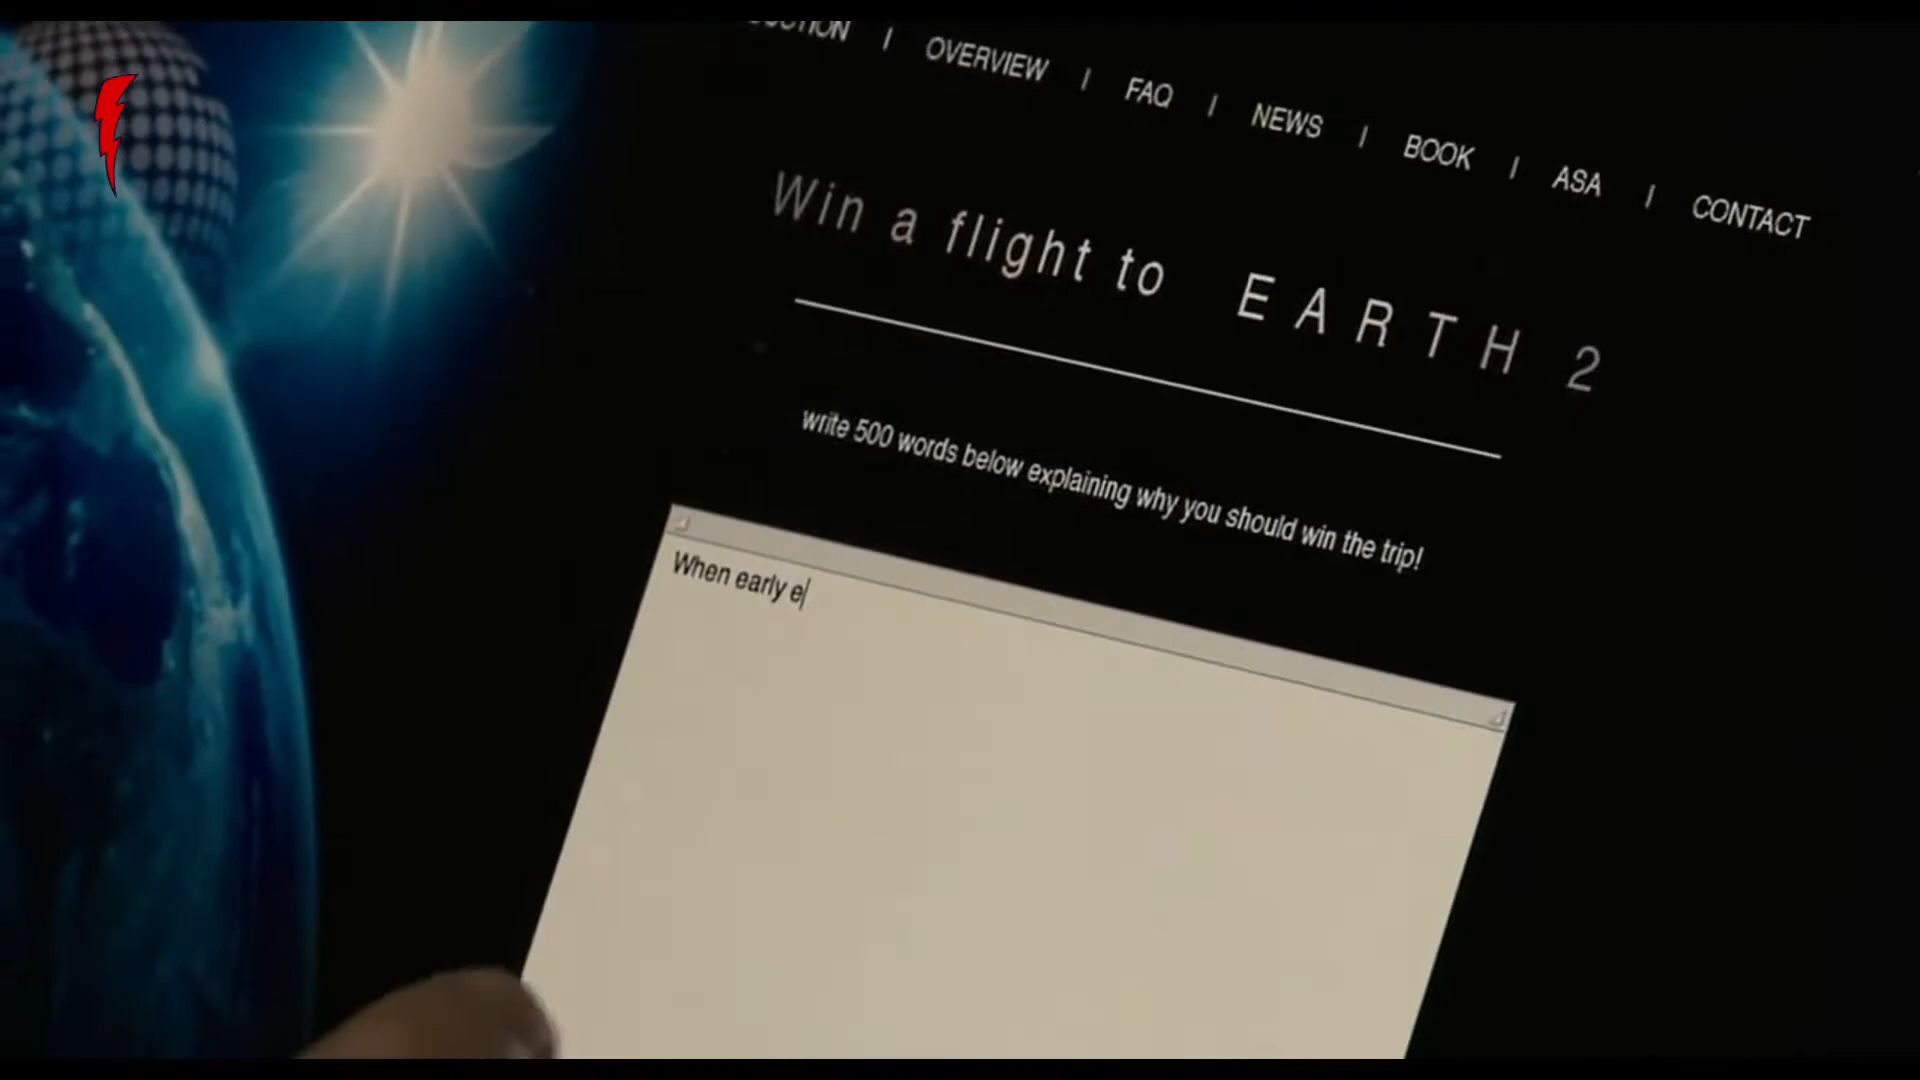 OVERVIEW | FAQ | NEWS | BOOK | ASA | CONTACT
Win a flight to EARTH 2
write 500 words below explaining why you should win the trip!
When early e